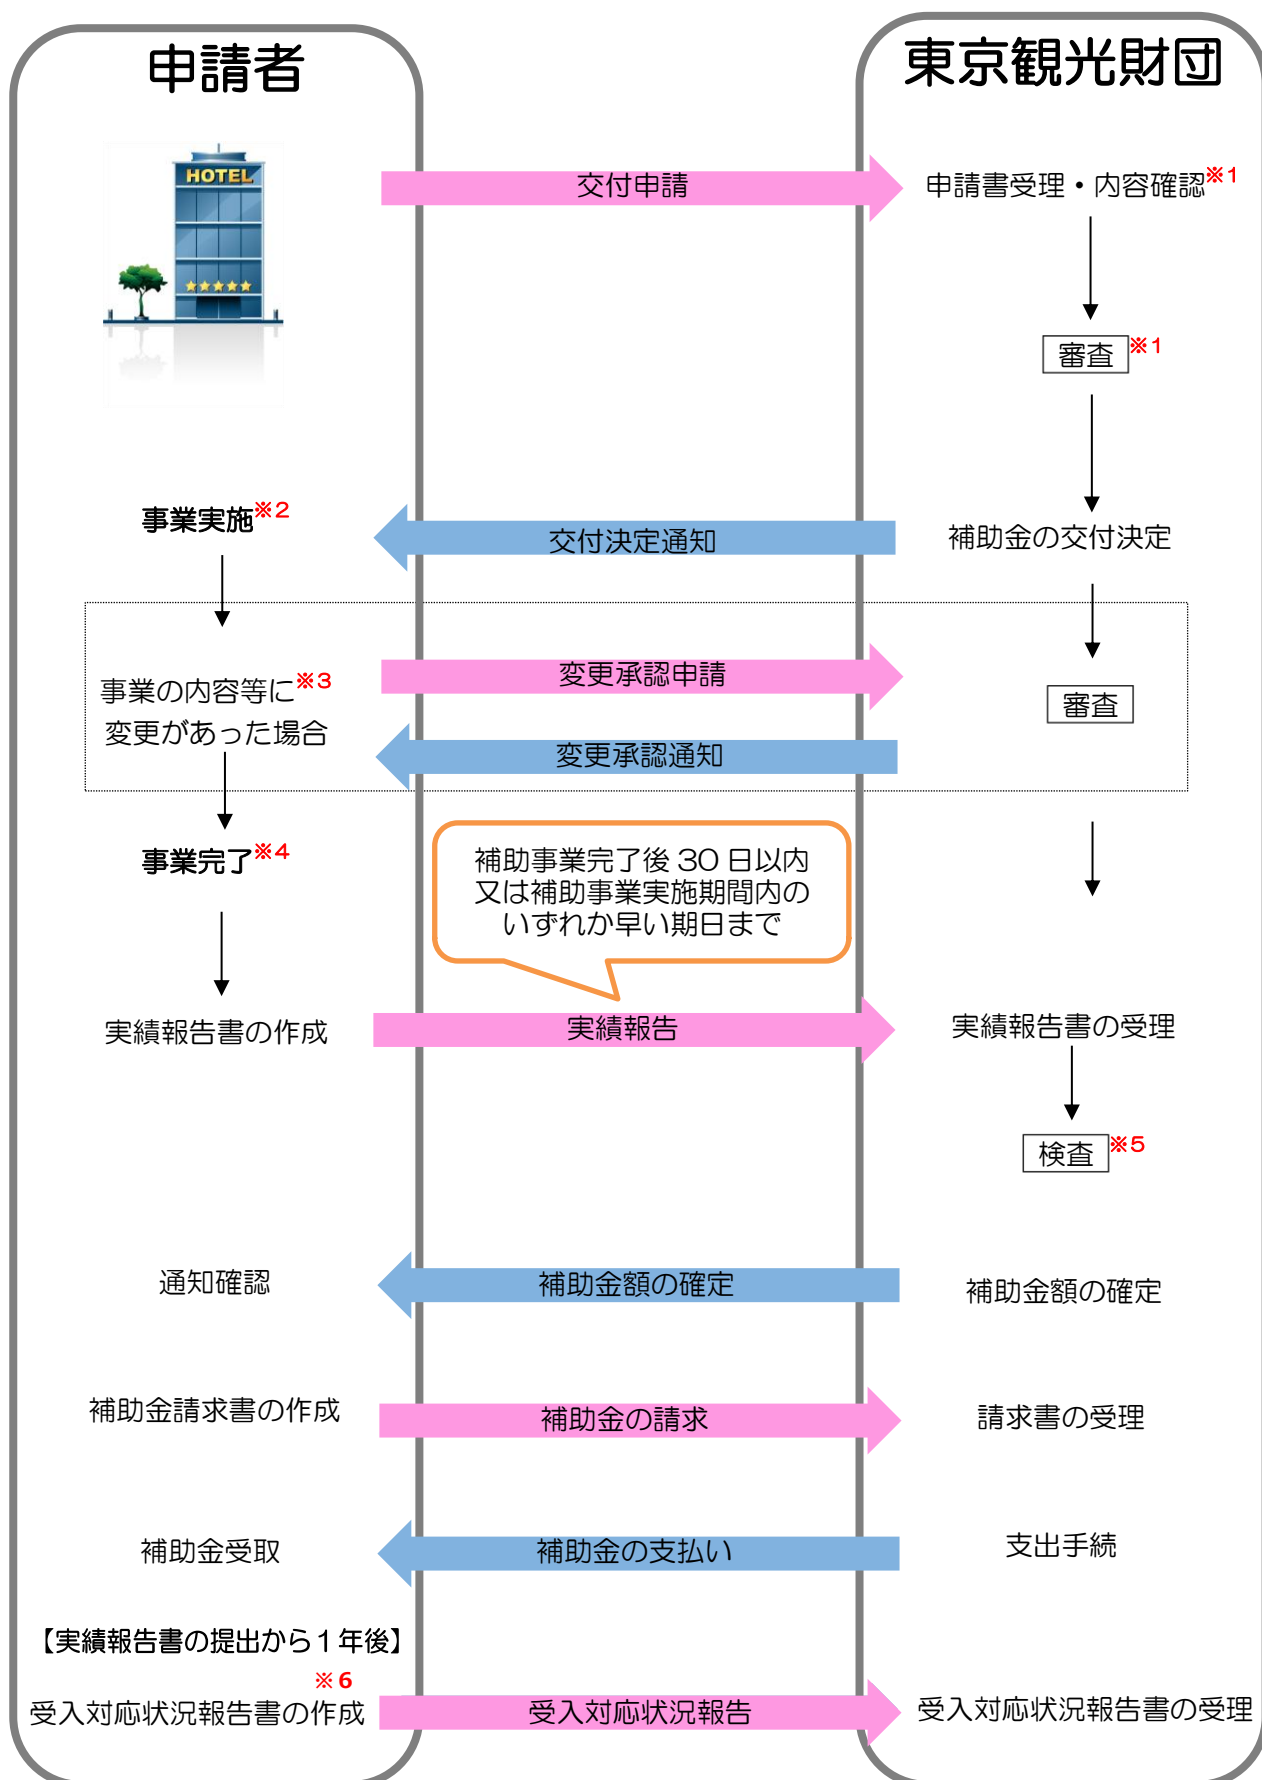 申請者
東京観光財団
HOTEL
交付申請
申請書受理・内容確認※1
審査※1
事業実施※2
交付決定通知
補助金の交付決定
事業の内容等に※3
変更があった場合
変更承認申請
審査
変更承認通知
事業完了※4
補助事業完了後 30 日以内
又は補助事業実施期間内の
いずれか早い期日まで
実績報告書の作成
実績報告
実績報告書の受理
検査※5
通知確認
補助金額の確定
補助金額の確定
補助金請求書の作成
補助金の請求
請求書の受理
補助金受取
補助金の支払い
支出手続
【実績報告書の提出から1年後】
※6
受入対応状況報告書の作成
受入対応状況報告
受入対応状況報告書の受理